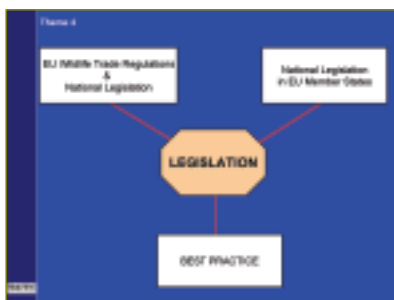 Theme 4
EU Wildlife Trade Regulations
&
National Legislation
National Legislation
in EU Member States
LEGISLATION
BEST PRACTICE